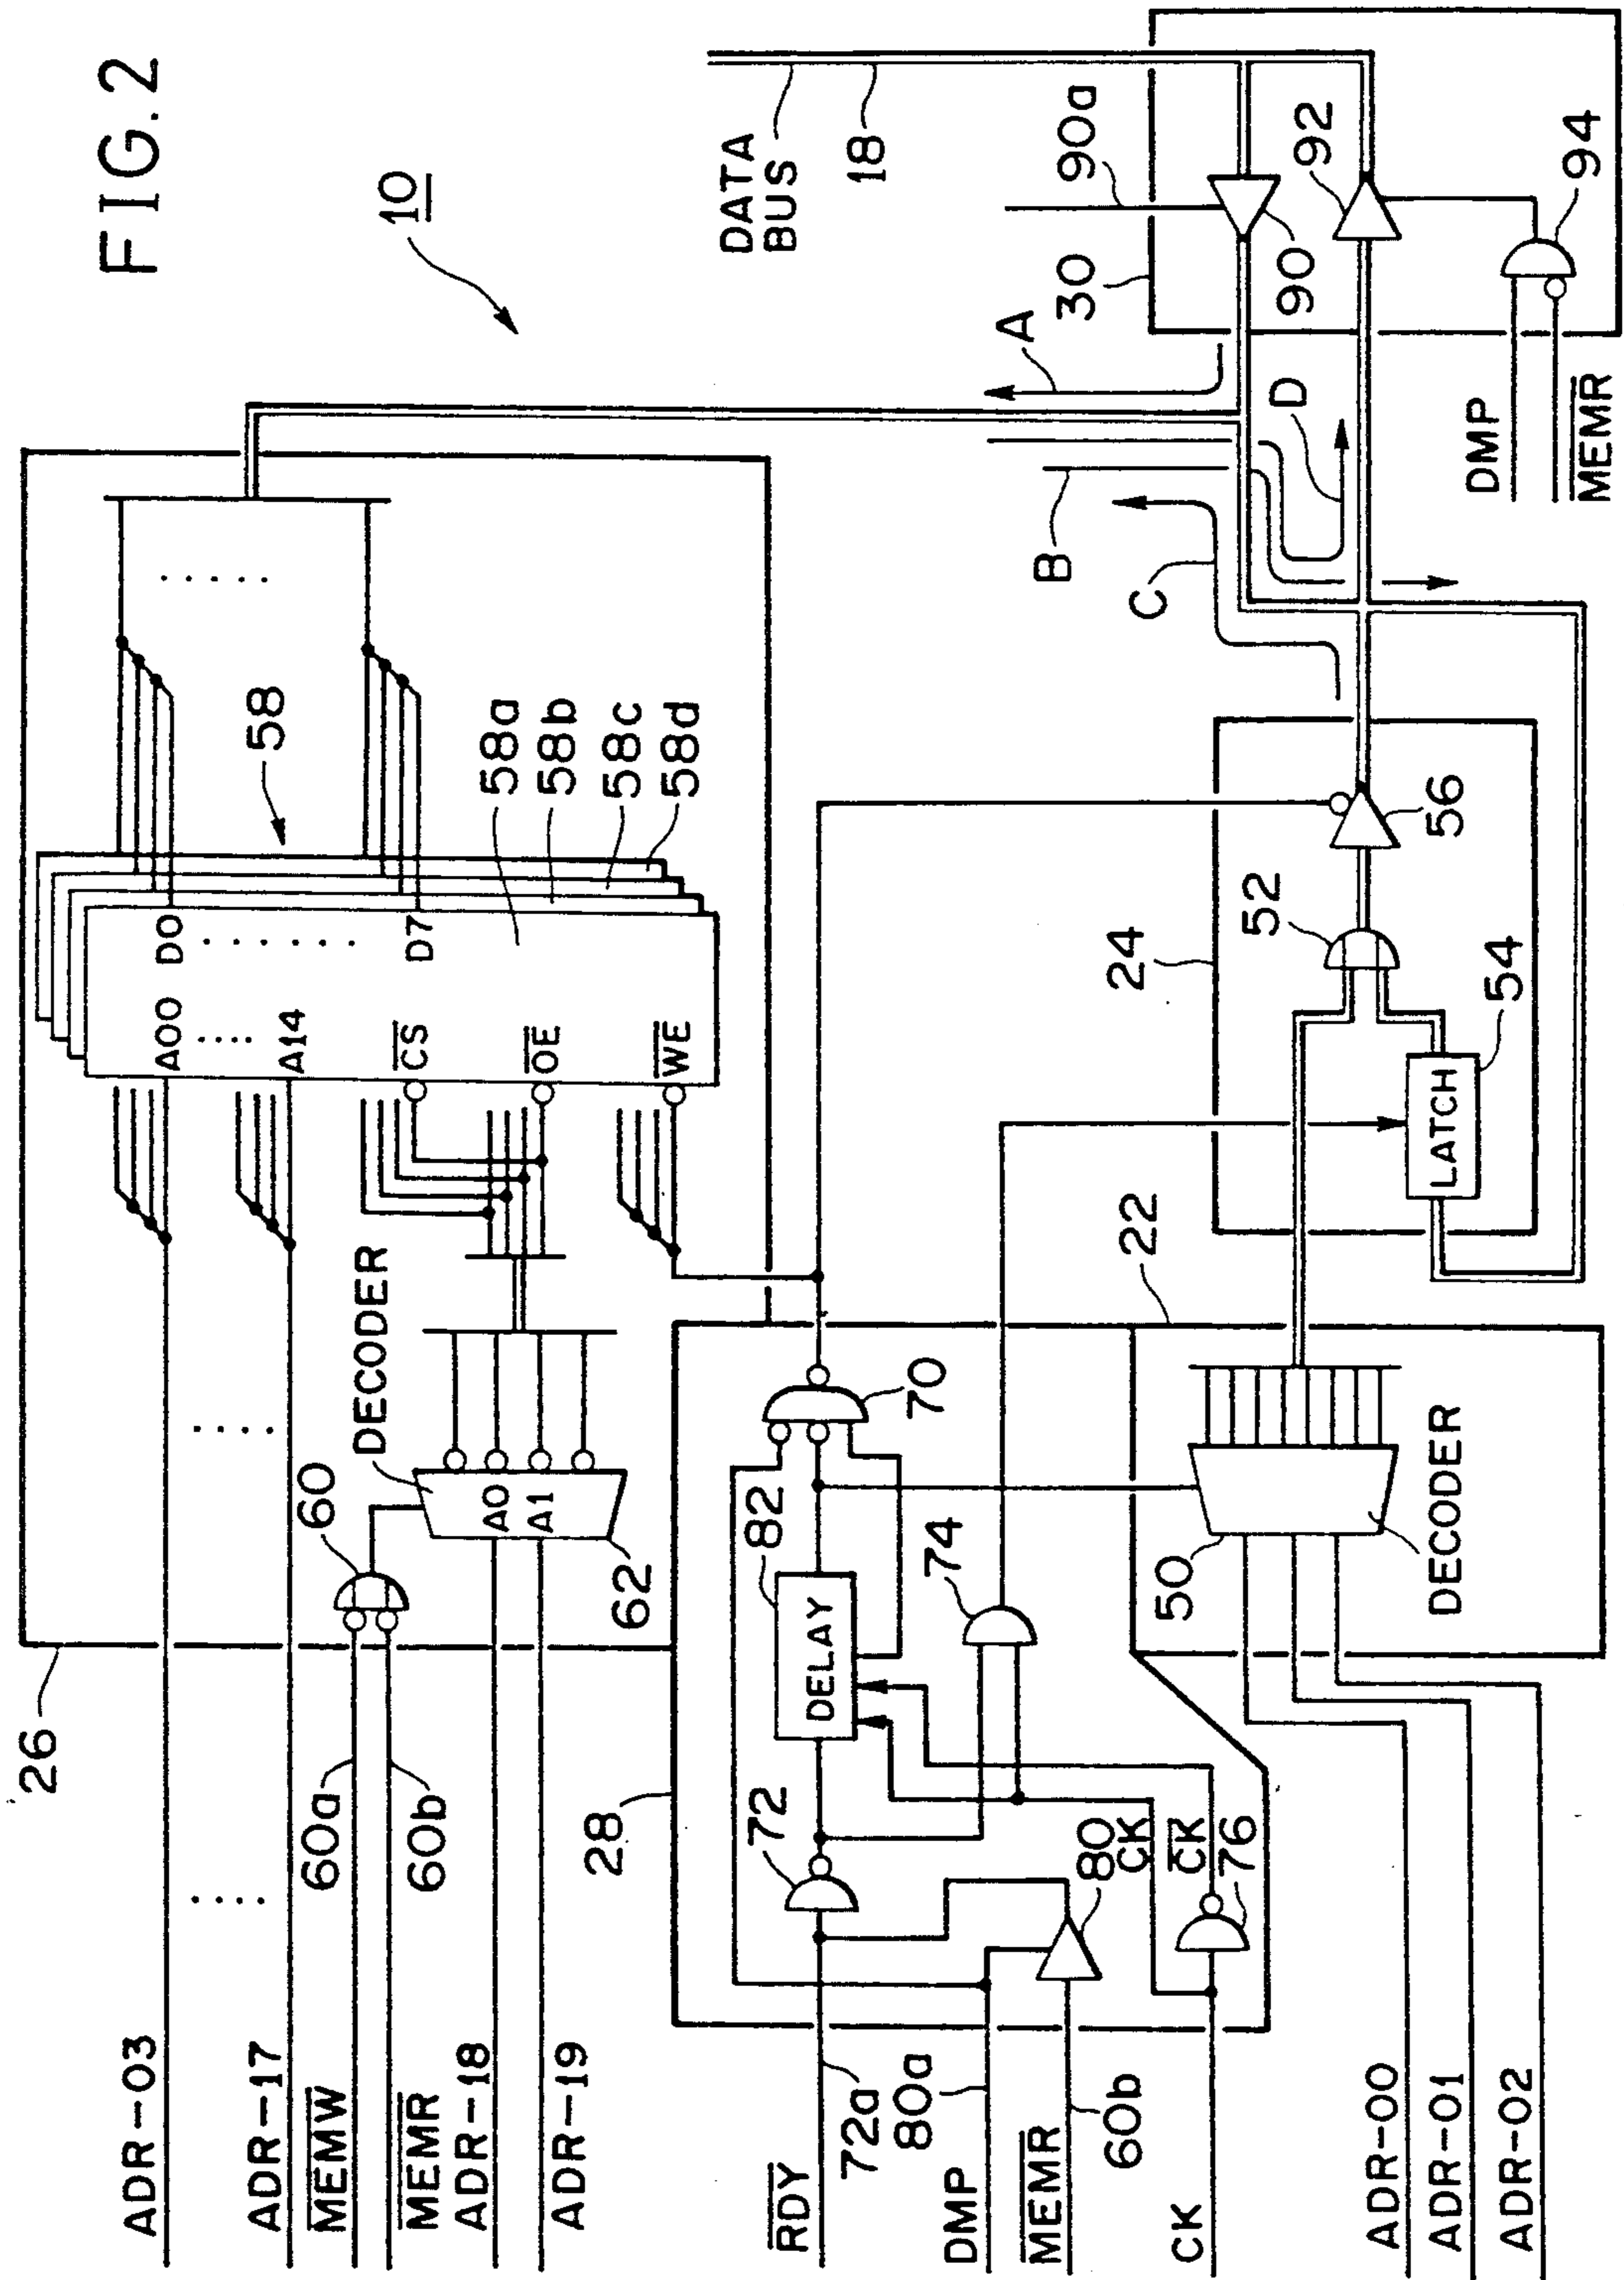 FIG. 2
10
26
ADR-03
ADR-17
MEMW
MEMR
ADR-18
ADR-19
60a
60b
60
DECODER
A0
A1
62
A00
A14
CS
OE
WE
D0
D7
58
58a
58b
58c
58d
28
RDY
72a
80a
DMP
MEMR
60b
CK
72
82
DELAY
70
74
80
CK
CK
76
22
50
DECODER
ADR-00
ADR-01
ADR-02
24
52
54
LATCH
56
DATA
BUS
18
30
90a
90
92
94
A
B
C
D
DMP
MEMR